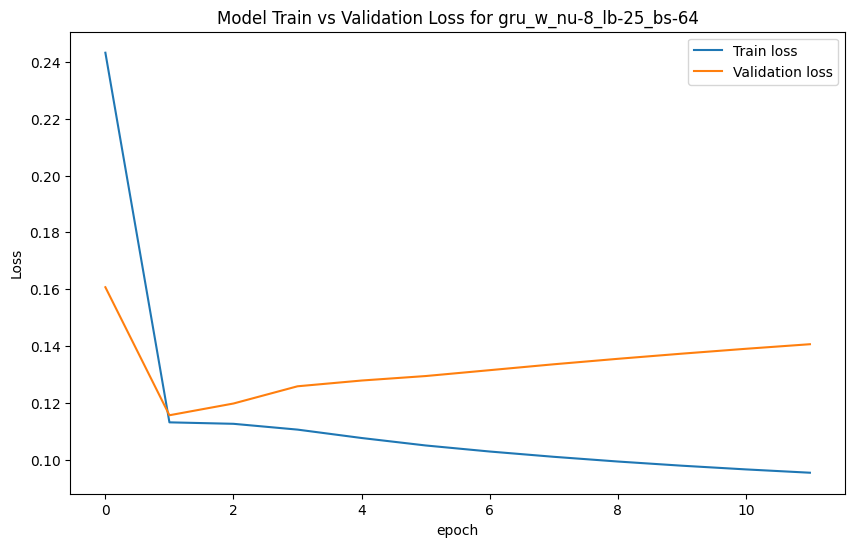 Model Train vs Validation Loss for gru_w_nu-8_lb-25_bs-64
Train loss
Validation loss
0.24
0.22
0.20
0.18
0.16
0.14
0.12
0.10
Loss
0 2 4 6 8 10
epoch